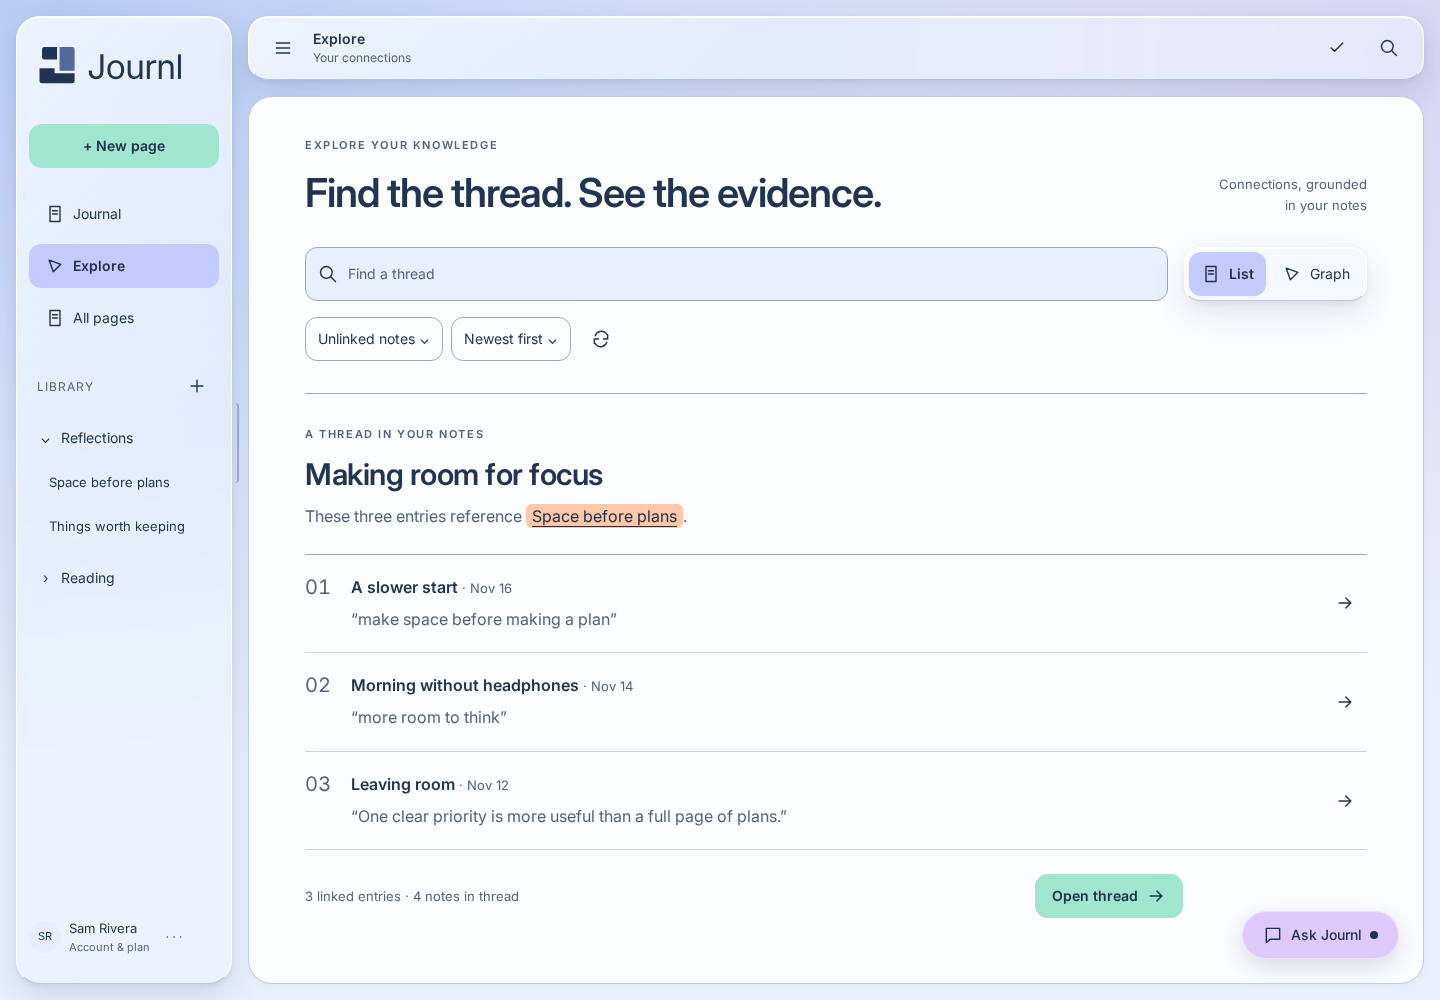 Journl
+ New page
Journal
Explore
All pages
LIBRARY
Reflections
Space before plans
Things worth keeping
Reading
SR
Sam Rivera
Account & plan
Explore
Your connections
EXPLORE YOUR KNOWLEDGE
Find the thread. See the evidence.
Connections, grounded
in your notes
Find a thread
List
Graph
Unlinked notes
Newest first
A THREAD IN YOUR NOTES
Making room for focus
These three entries reference Space before plans.
01 A slower start · Nov 16
“make space before making a plan”
02 Morning without headphones · Nov 14
“more room to think”
03 Leaving room · Nov 12
“One clear priority is more useful than a full page of plans.”
3 linked entries · 4 notes in thread
Open thread
Ask Journl